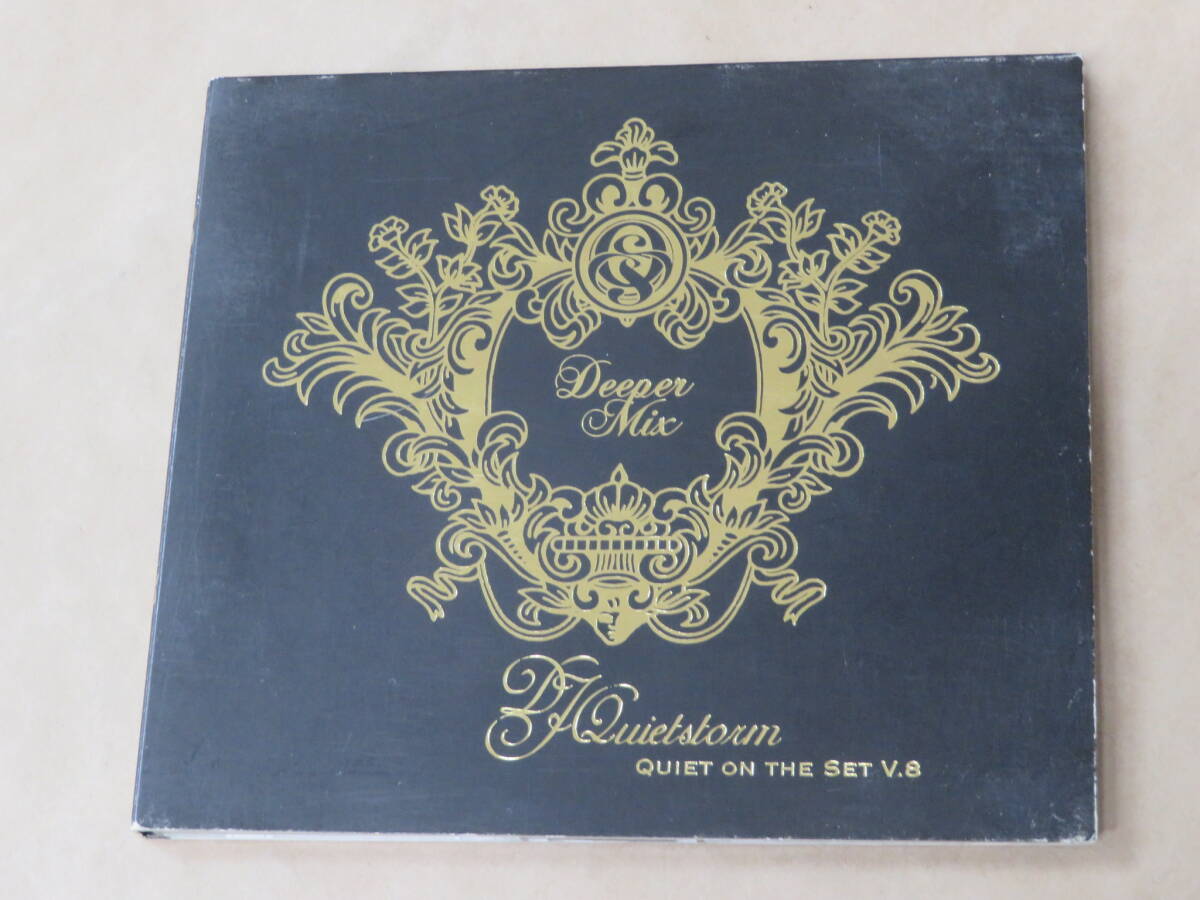 Deeper
Mix
DJ Quietstorm
QUIET ON THE SET V.8